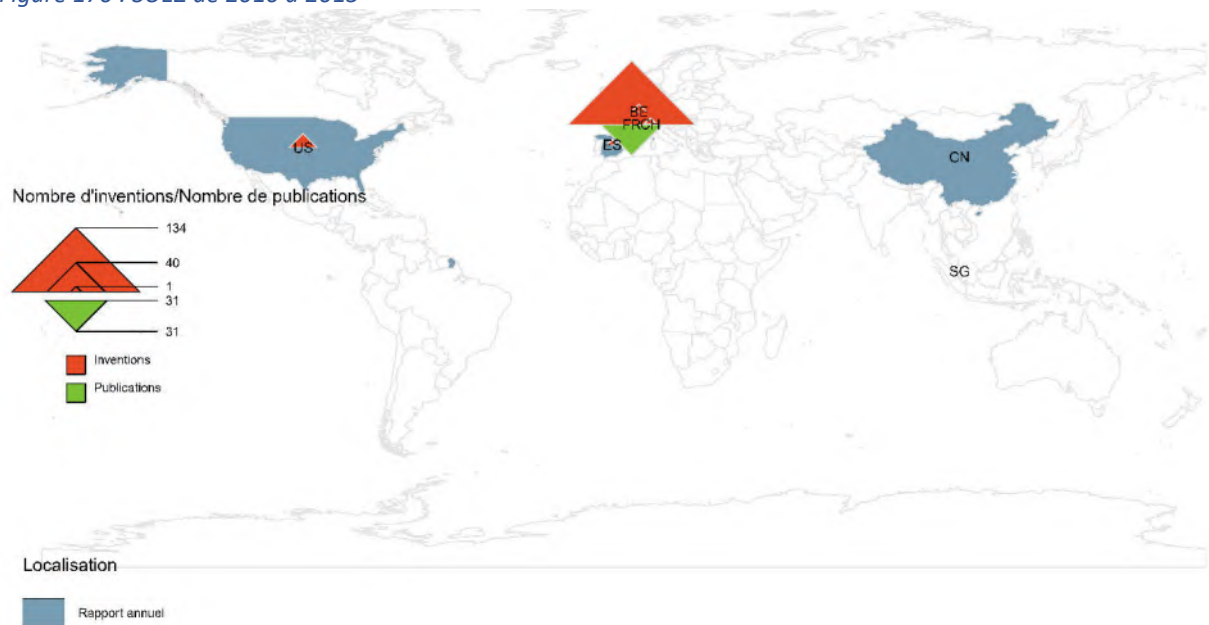 BE
FRCH
US
ES
CN
Nombre d'inventions/Nombre de publications
134
40
1
31
31
SG
Inventions
Publications
Localisation
Rapport annuel